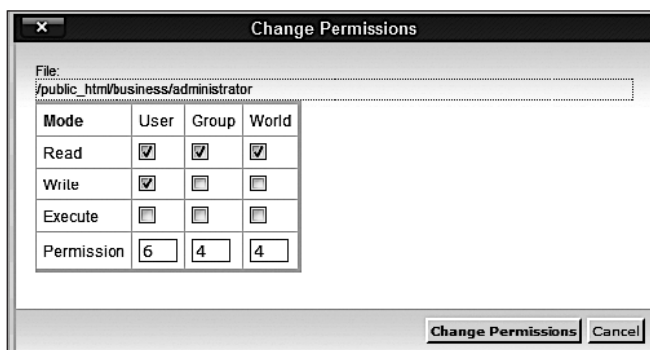 Change Permissions
File:
/public_html/business/administrator
Mode User Group World
Read
Write
Execute
Permission 6 4 4
Change Permissions Cancel